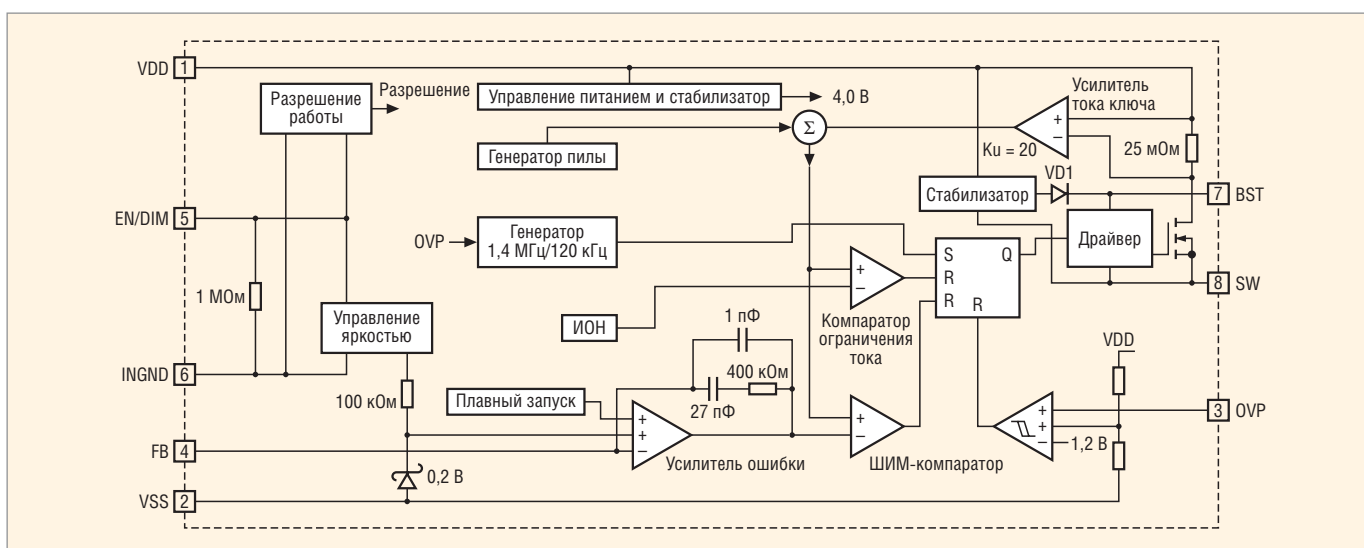 VDD 1
Разрешение
работы
Разрешение
Управление питанием и стабилизатор
4,0 В
Генератор пилы
Σ
Усилитель
тока ключа
+
−
Ku = 20
25 мОм
Стабилизатор
VD1
7 BST
EN/DIM 5
OVP
Генератор
1,4 МГц/120 кГц
S
Q
R
R
R
Драйвер
8 SW
1 МОм
Управление
яркостью
ИОН
+
−
Компаратор
ограничения
тока
1 пФ
400 кОм
27 пФ
VDD
INGND 6
100 кОм
Плавный запуск
+
+
−
Усилитель ошибки
+
−
ШИМ-компаратор
+
+
−
1,2 В
3 OVP
FB 4
0,2 В
VSS 2